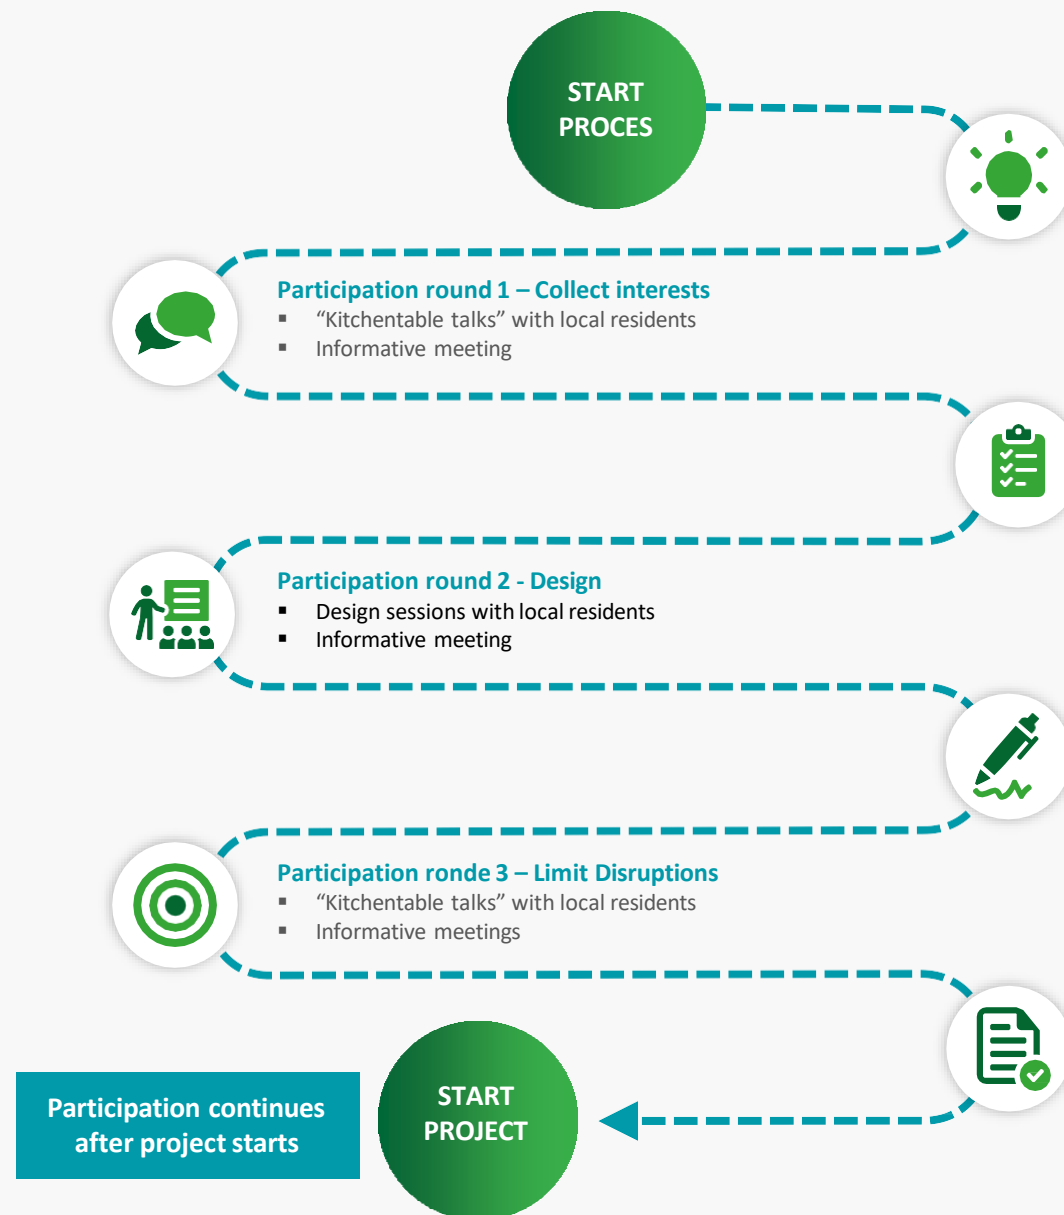 START
PROCES
Participation round 1 – Collect interests
▪ “Kitchentable talks” with local residents
▪ Informative meeting
Participation round 2 - Design
▪ Design sessions with local residents
▪ Informative meeting
Participation ronde 3 – Limit Disruptions
▪ “Kitchentable talks” with local residents
▪ Informative meetings
START
PROJECT
Participation continues
after project starts